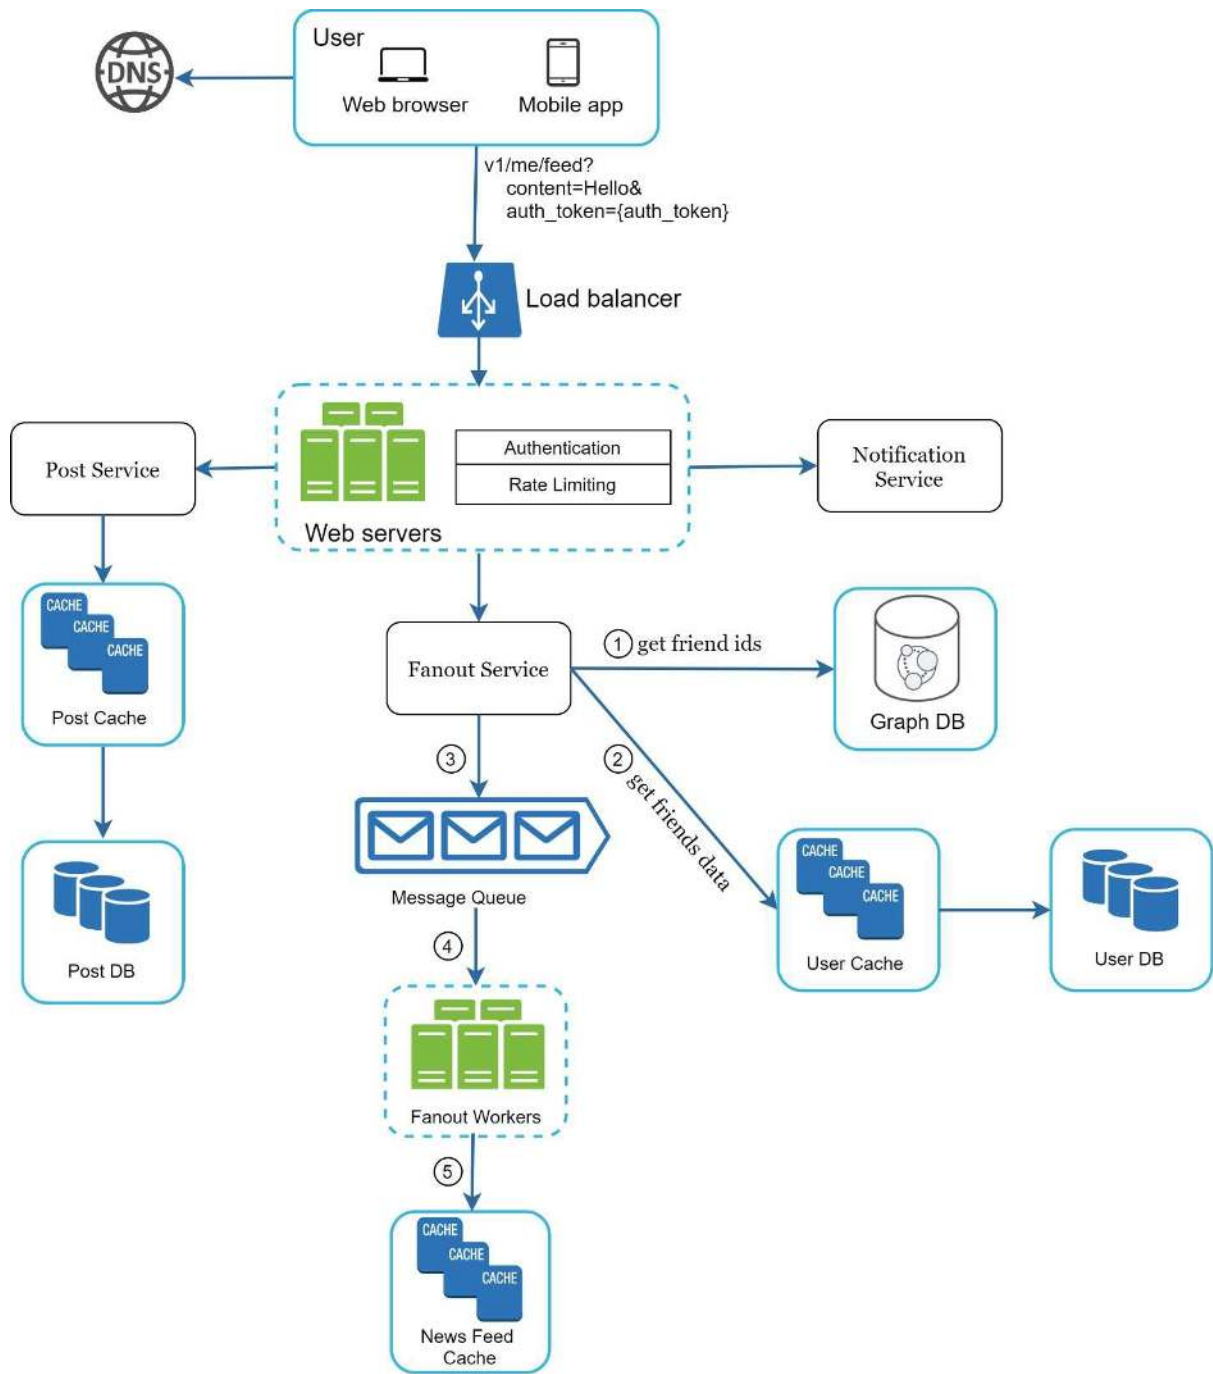 User
DNS
Web browser
Mobile app
v1/me/feed?
content=Hello&
auth_token={auth_token}
Load balancer
Post Service
Authentication
Rate Limiting
Web servers
Notification
Service
CACHE
CACHE
CACHE
Post Cache
Fanout Service
1 get friend ids
Graph DB
3
2 get friends data
Message Queue
Post DB
CACHE
CACHE
CACHE
User Cache
User DB
4
Fanout Workers
5
CACHE
CACHE
CACHE
News Feed
Cache